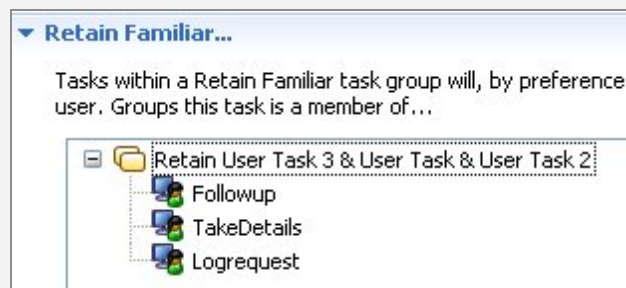 Retain Familiar...
Tasks within a Retain Familiar task group will, by preference
user. Groups this task is a member of...
Retain User Task 3 & User Task & User Task 2
Followup
TakeDetails
Logrequest